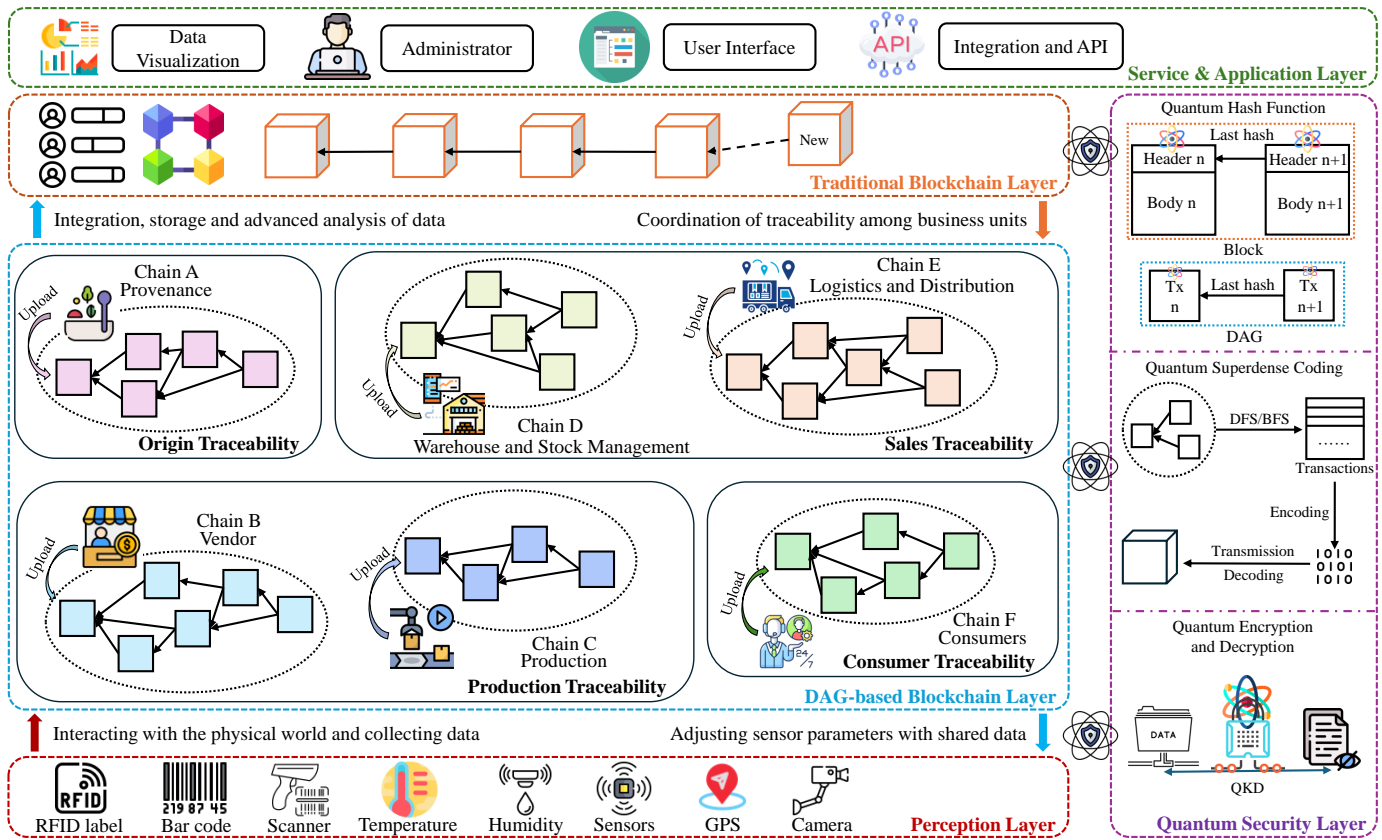 Data
Visualization
Administrator
User Interface
API
Integration and API
Service & Application Layer
New
Traditional Blockchain Layer
Integration, storage and advanced analysis of data
Coordination of traceability among business units
Chain A
Provenance
Upload
Origin Traceability
Upload
Chain D
Warehouse and Stock Management
Chain E
Logistics and Distribution
Upload
Sales Traceability
Chain B
Vendor
Upload
Upload
Chain C
Production
Production Traceability
Upload
24/7
Chain F
Consumers
Consumer Traceability
DAG-based Blockchain Layer
Interacting with the physical world and collecting data
Adjusting sensor parameters with shared data
RFID
RFID label
219 87 45
Bar code
Scanner
Temperature
Humidity
Sensors
GPS
Camera
Perception Layer
Quantum Hash Function
Last hash
Header n
Header n+1
Body n
Body n+1
Block
Tx
n
Last hash
Tx
n+1
DAG
Quantum Superdense Coding
DFS/BFS
......
Transactions
Encoding
Transmission
Decoding
1010
0101
1010
Quantum Encryption
and Decryption
DATA
QKD
Quantum Security Layer